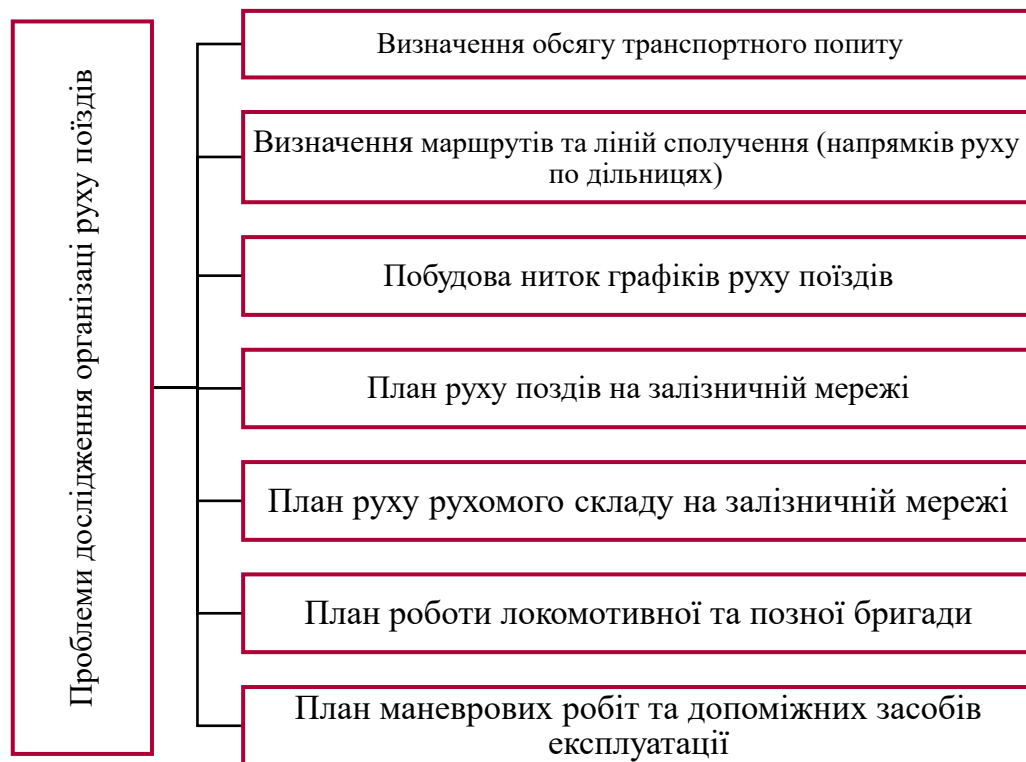 Проблеми дослідження організаці руху поїздів
Визначення обсягу транспортного попиту
Визначення маршрутів та ліній сполучення (напрямків руху
по дільницях)
Побудова ниток графіків руху поїздів
План руху поздів на залізничній мережі
План руху рухомого складу на залізничній мережі
План роботи локомотивної та позної бригади
План маневрових робіт та допоміжних засобів
експлуатації